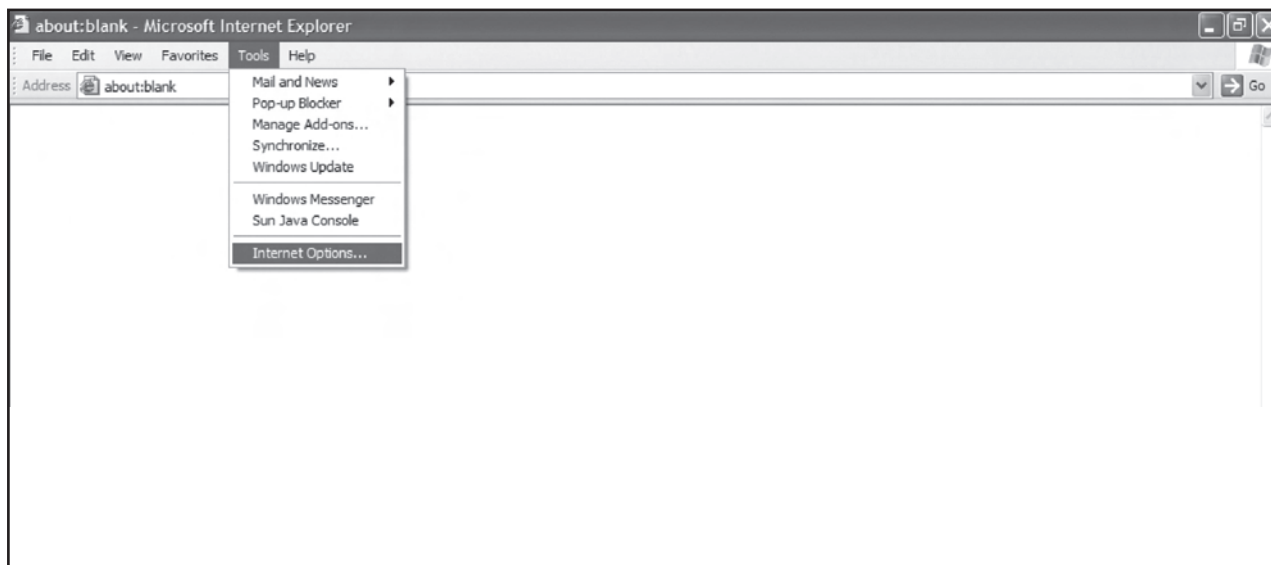 about:blank - Microsoft Internet Explorer
File Edit View Favorites Tools Help
Address about:blank Go
Mail and News
Pop-up Blocker
Manage Add-ons...
Synchronize...
Windows Update
Windows Messenger
Sun Java Console
Internet Options...